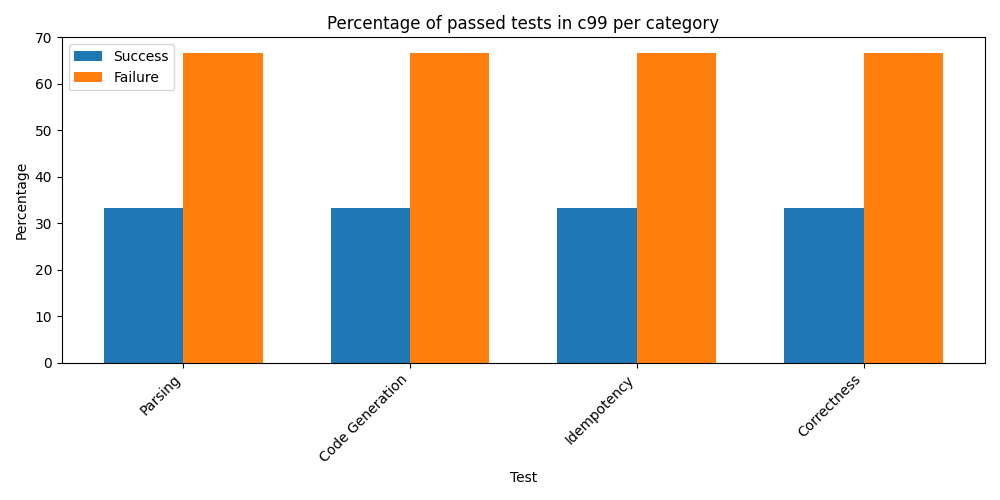 Percentage of passed tests in c99 per category
Success
Failure
Percentage
70
60
50
40
30
20
10
0
Parsing
Code Generation
Idempotency
Correctness
Test